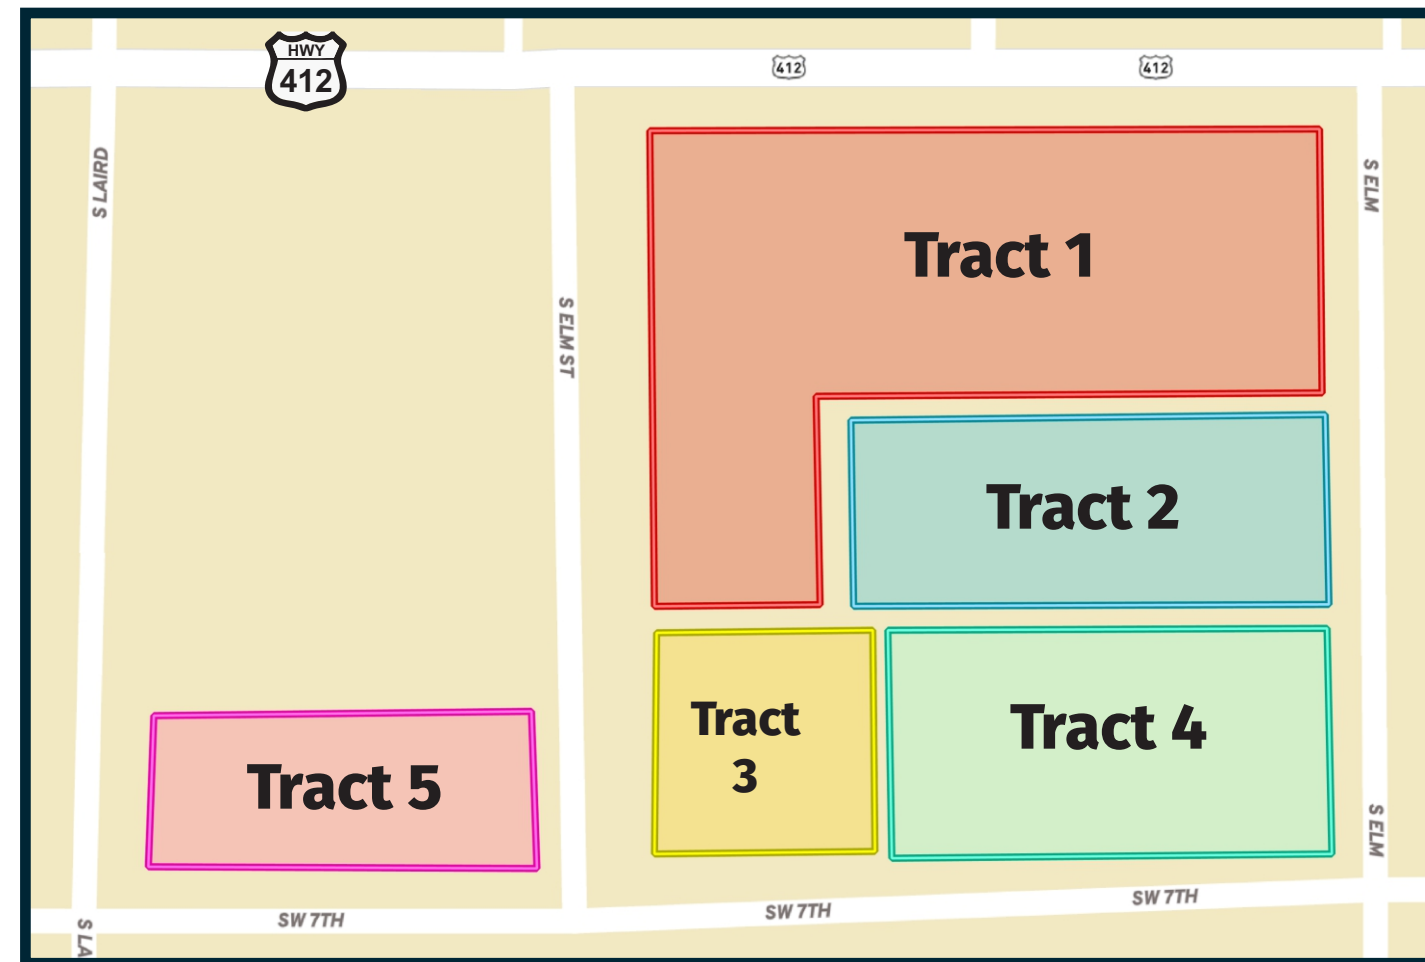 HWY
412
412
412
S LAIRD
S ELM
Tract 1
S ELM ST
Tract 2
Tract
3
Tract 4
Tract 5
S ELM
SW 7TH
SW 7TH
SW 7TH
S LA